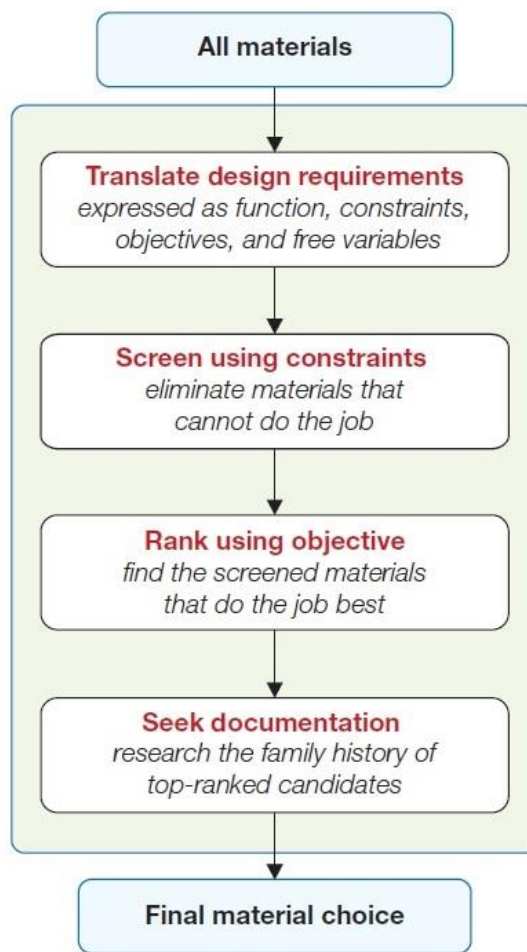 All materials
Translate design requirements
expressed as function, constraints,
objectives, and free variables
Screen using constraints
eliminate materials that
cannot do the job
Rank using objective
find the screened materials
that do the job best
Seek documentation
research the family history of
top-ranked candidates
Final material choice